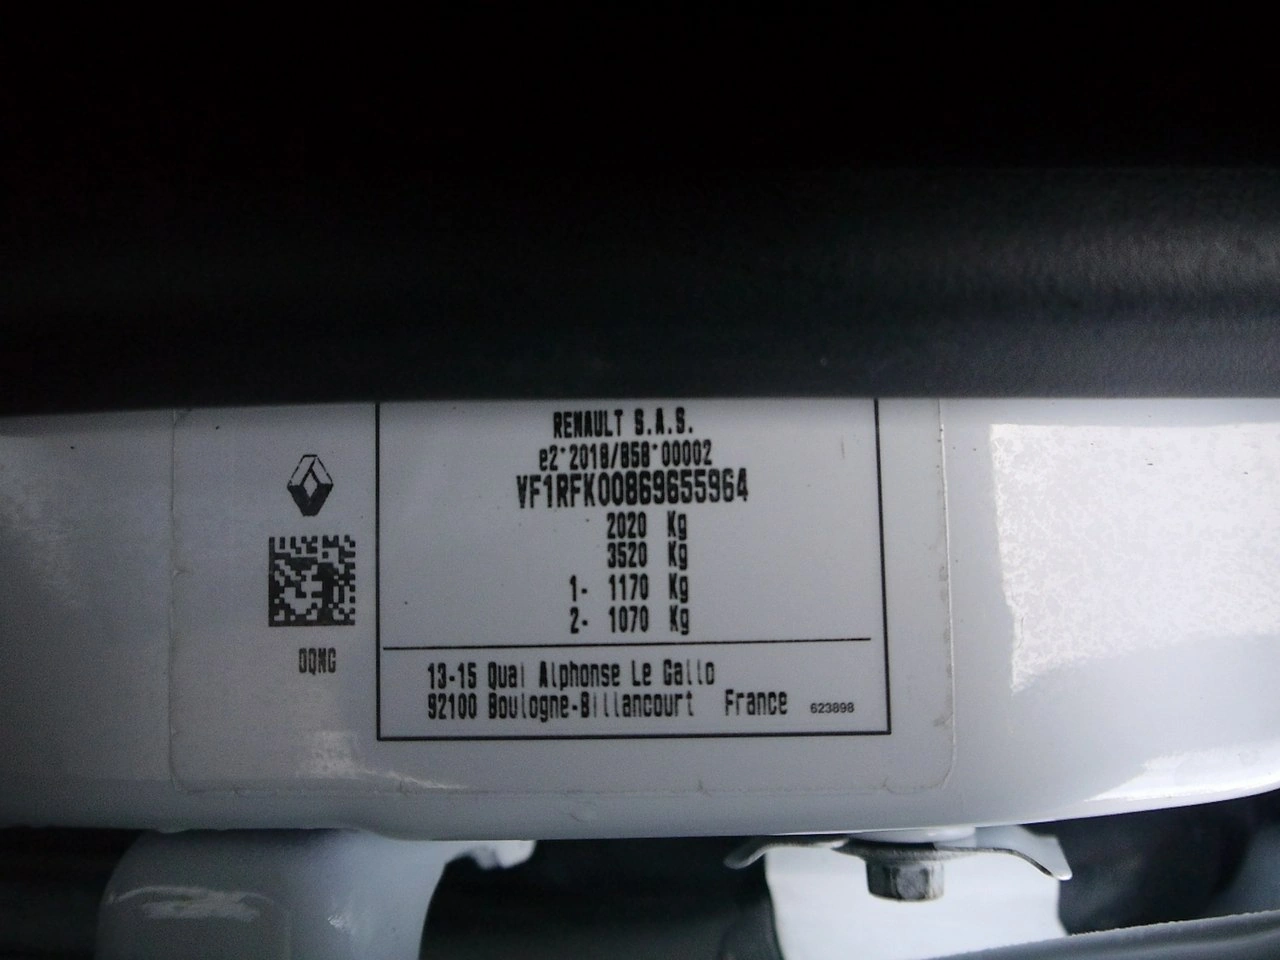 RENAULT S.A.S.
e2*2018/858*00002
VF1RFK00869655964
2020 Kg
3520 Kg
1- 1170 Kg
2- 1070 Kg
OQNG
13-15 Quai Alphonse Le Gallo
92100 Boulogne-Billancourt France 623898